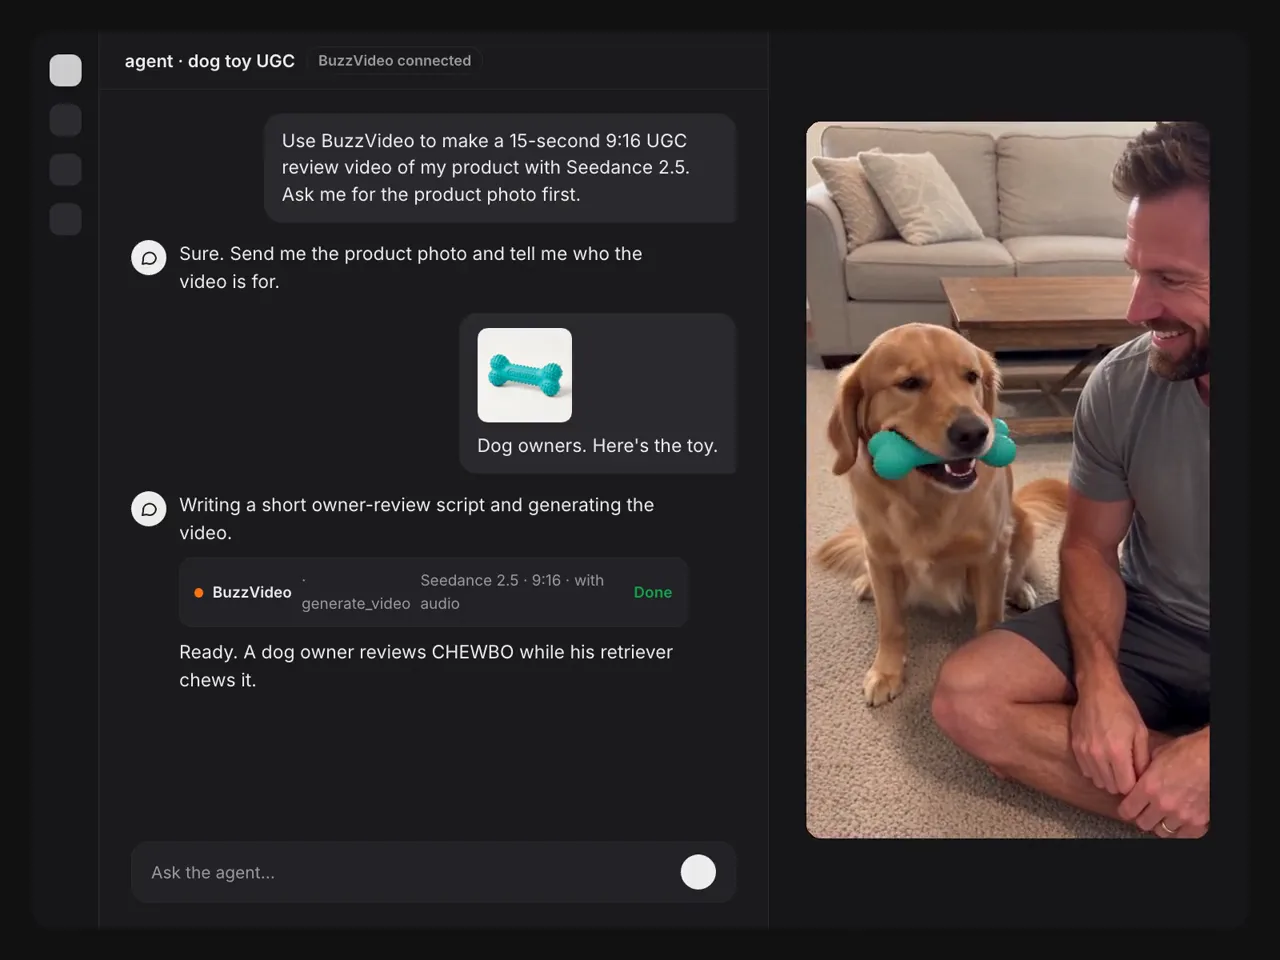 agent · dog toy UGC
BuzzVideo connected
Use BuzzVideo to make a 15-second 9:16 UGC
review video of my product with Seedance 2.5.
Ask me for the product photo first.
Sure. Send me the product photo and tell me who the
video is for.
Dog owners. Here's the toy.
Writing a short owner-review script and generating the
video.
BuzzVideo
·
generate_video
Seedance 2.5 · 9:16 · with
audio
Done
Ready. A dog owner reviews CHEWBO while his retriever
chews it.
Ask the agent...